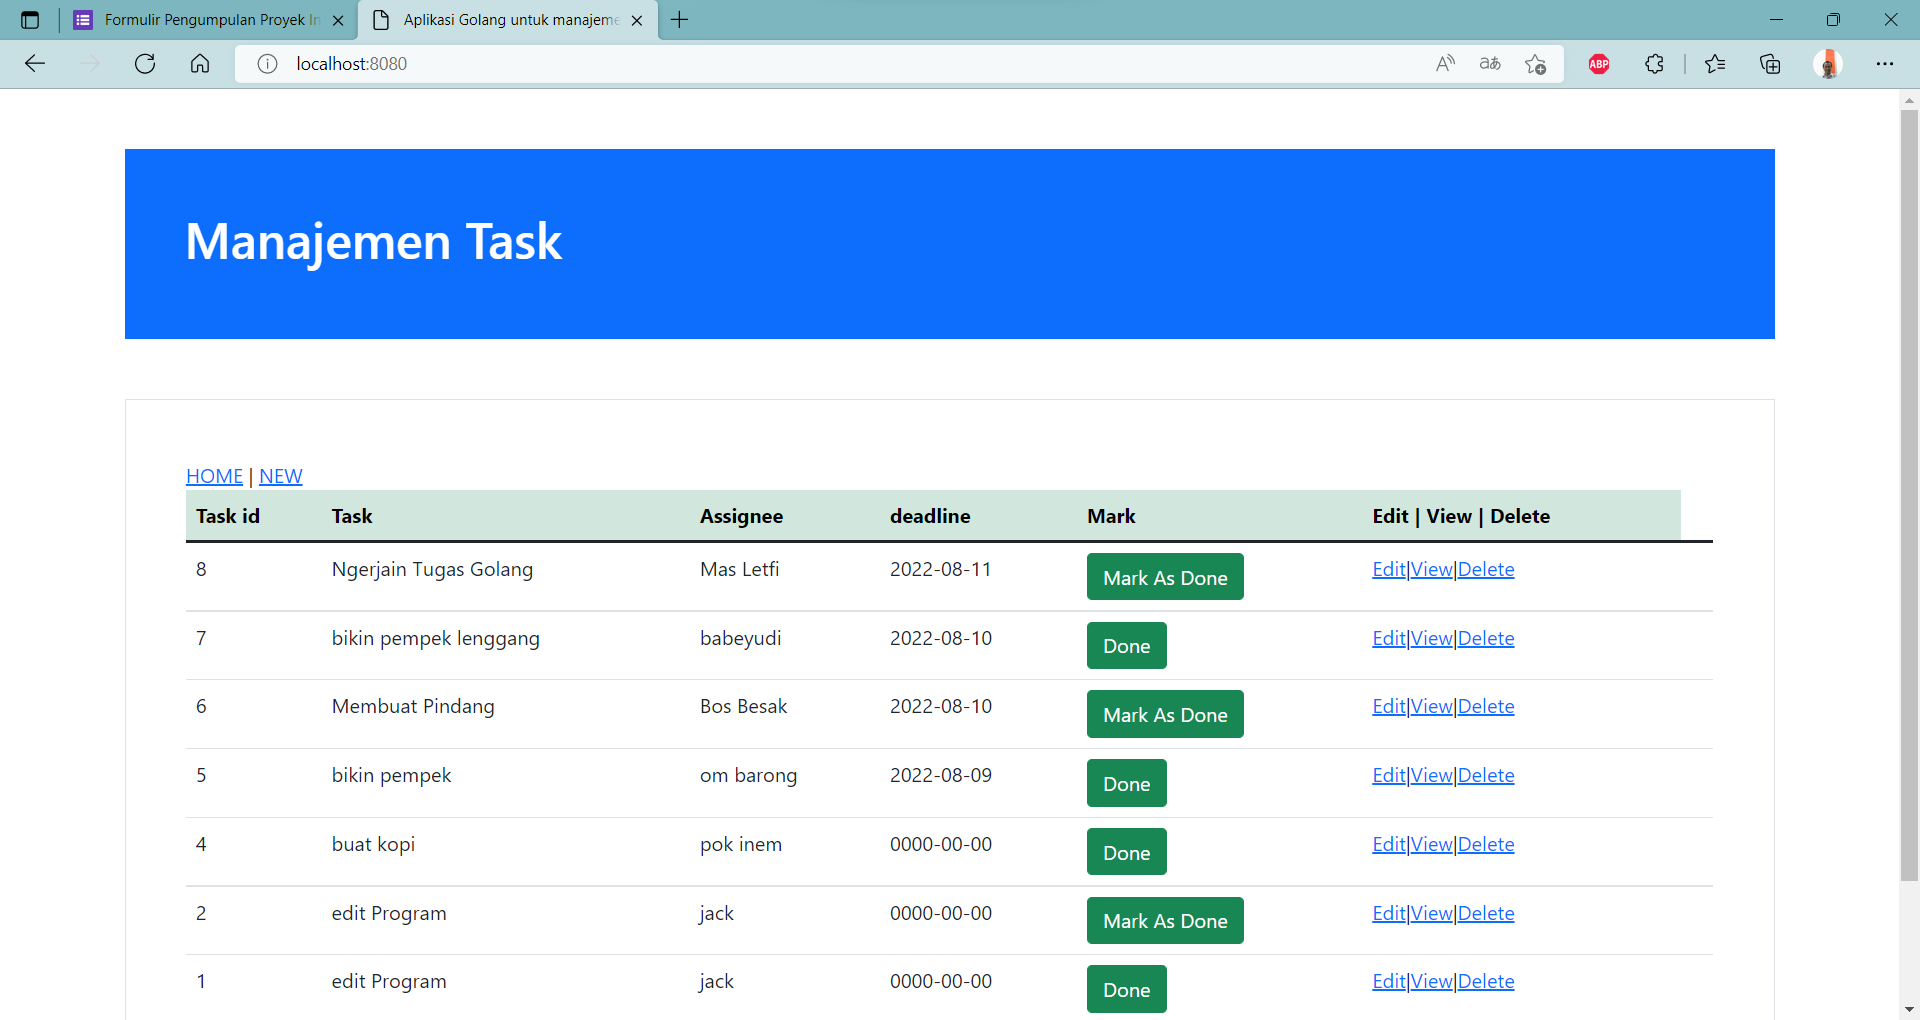 Formulir Pengumpulan Proyek In
Aplikasi Golang untuk manajeme
localhost:8080
ABP
Manajemen Task
HOME | NEW
Task id Task Assignee deadline Mark Edit | View | Delete
8 Ngerjain Tugas Golang Mas Letfi 2022-08-11 Mark As Done Edit|View|Delete
7 bikin pempek lenggang babeyudi 2022-08-10 Done Edit|View|Delete
6 Membuat Pindang Bos Besak 2022-08-10 Mark As Done Edit|View|Delete
5 bikin pempek om barong 2022-08-09 Done Edit|View|Delete
4 buat kopi pok inem 0000-00-00 Done Edit|View|Delete
2 edit Program jack 0000-00-00 Mark As Done Edit|View|Delete
1 edit Program jack 0000-00-00 Done Edit|View|Delete